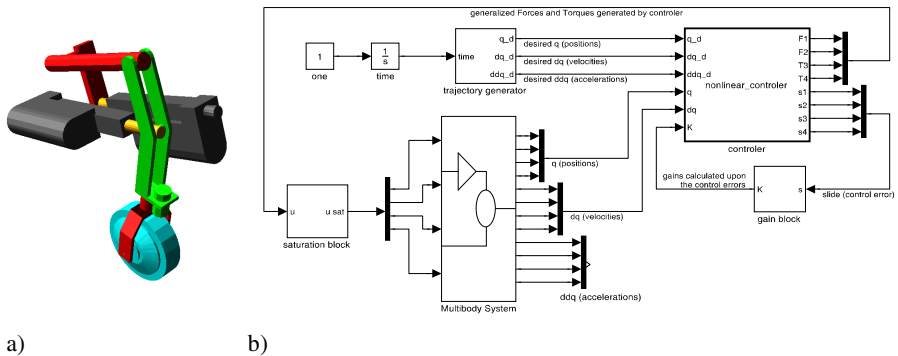 generalized Forces and Torques generated by controler
1
one
1
s
time
time
q_d
dq_d
ddq_d
trajectory generator
desired q (positions)
desired dq (velocities)
desired ddq (accelerations)
q_d
dq_d
ddq_d
q
dq
K
nonlinear_controler
F1
F2
T3
T4
s1
s2
s3
s4
controler
gains calculated upon
the control errors
K
s
gain block
slide (control error)
q (positions)
dq (velocities)
ddq (accelerations)
u
u sat
saturation block
Multibody System
a)
b)